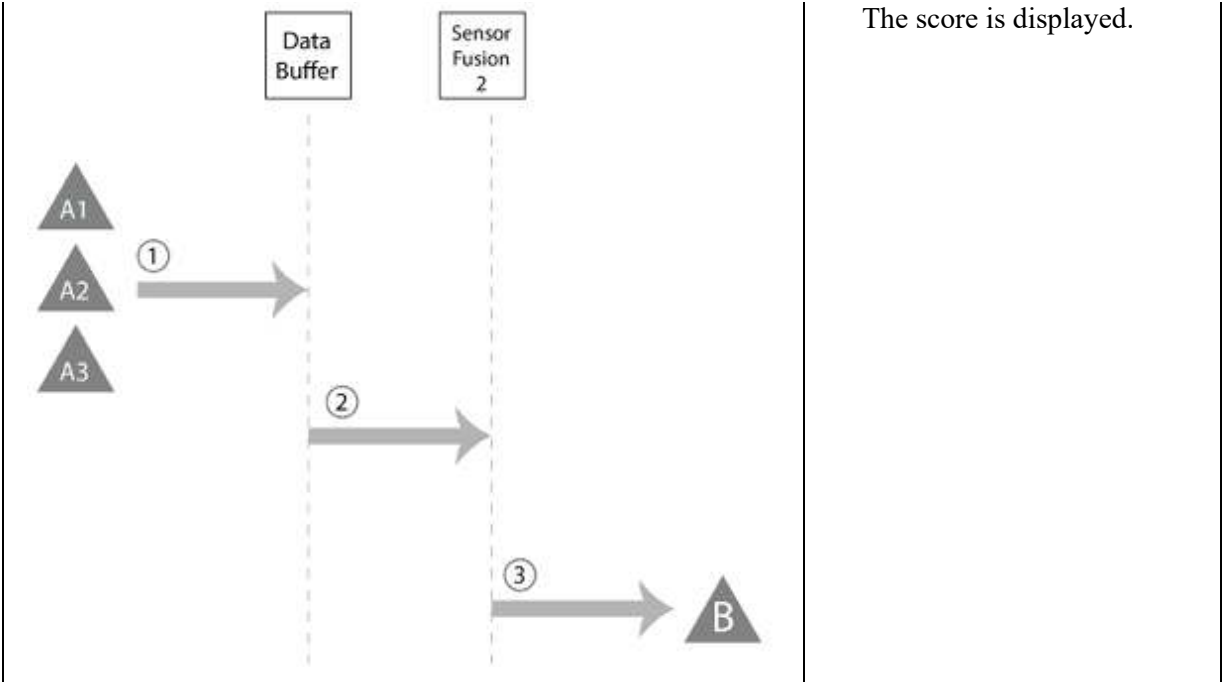 Data
Buffer
Sensor
Fusion
2
A1
1
A2
A3
2
3
B
The score is displayed.